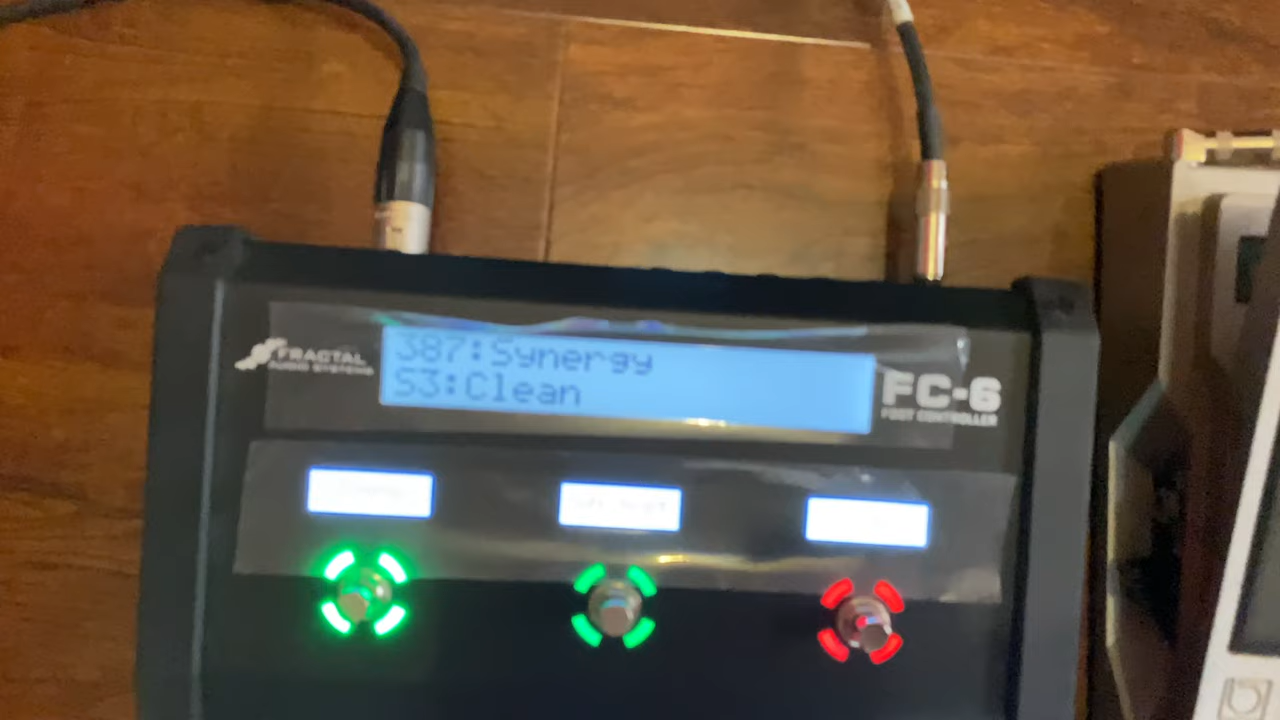 387:Synergy
S3:Clean
FRACTAL
AUDIO SYSTEMS
FC-6
FOOT CONTROLLER